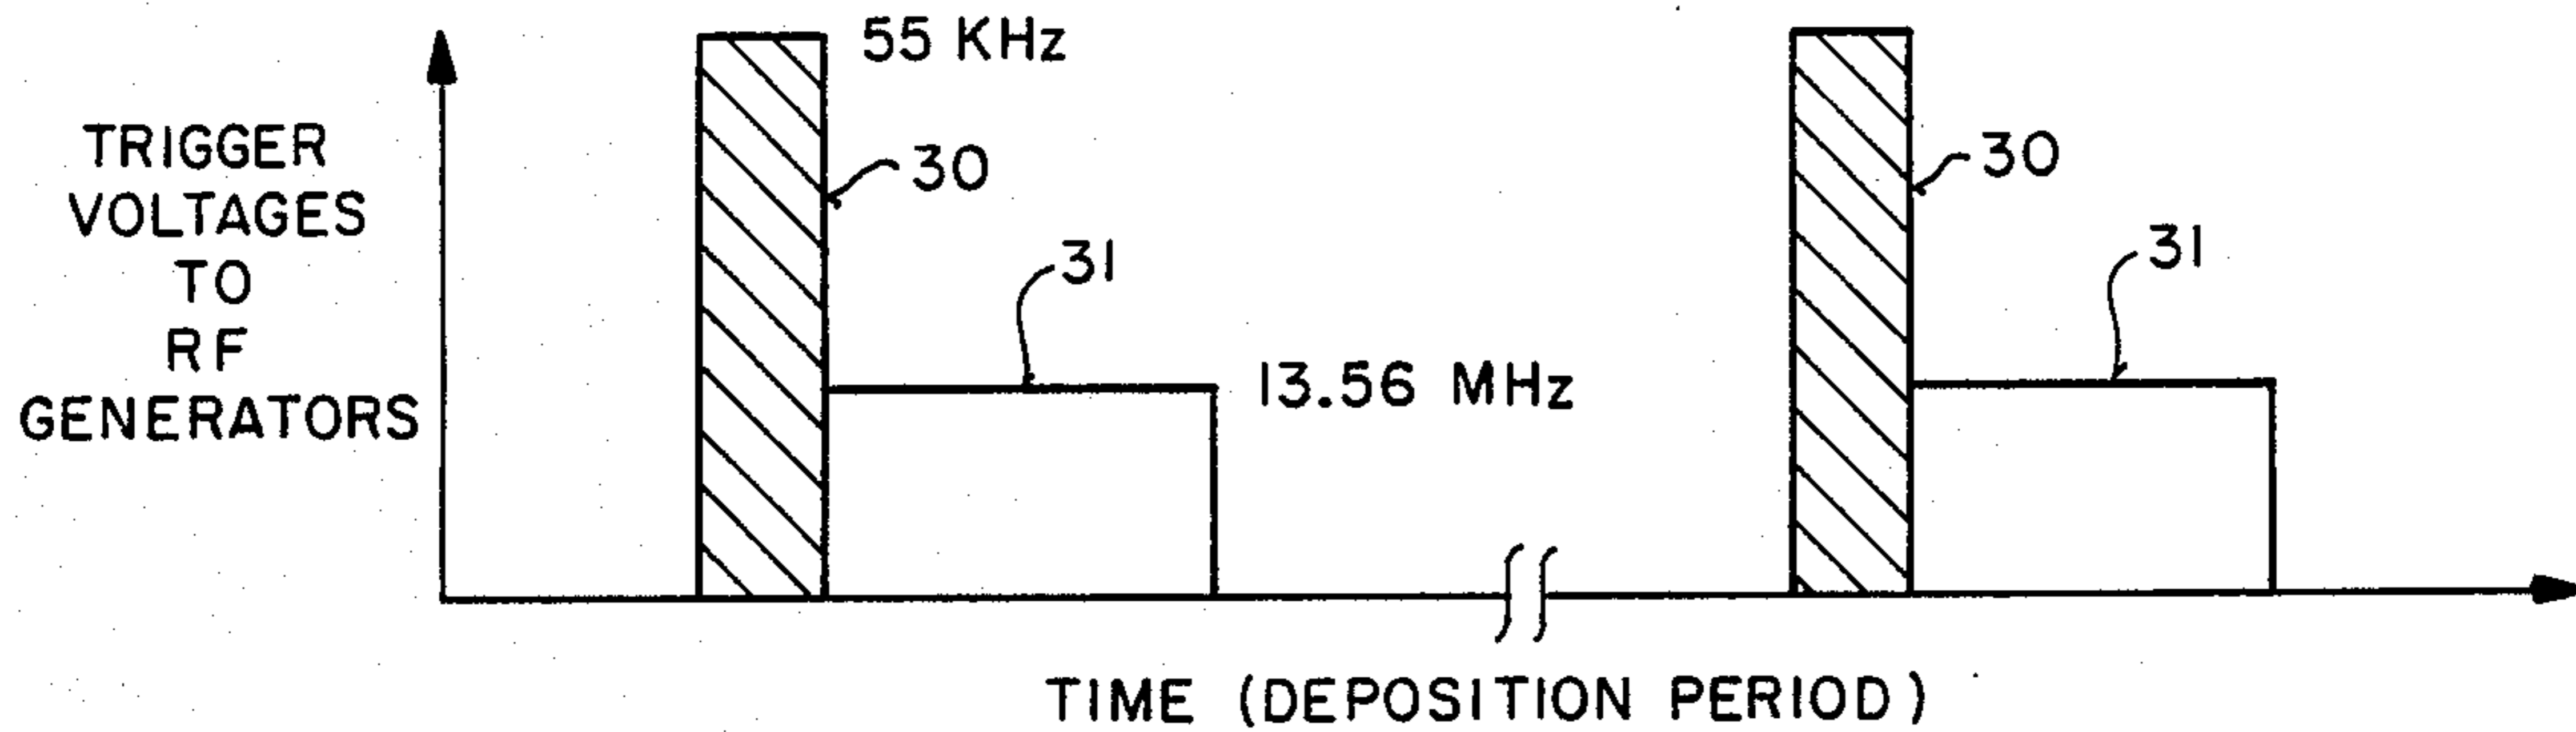 TRIGGER
VOLTAGES
TO
RF
GENERATORS
55 KHz
30
31
13.56 MHz
30
31
TIME (DEPOSITION PERIOD)